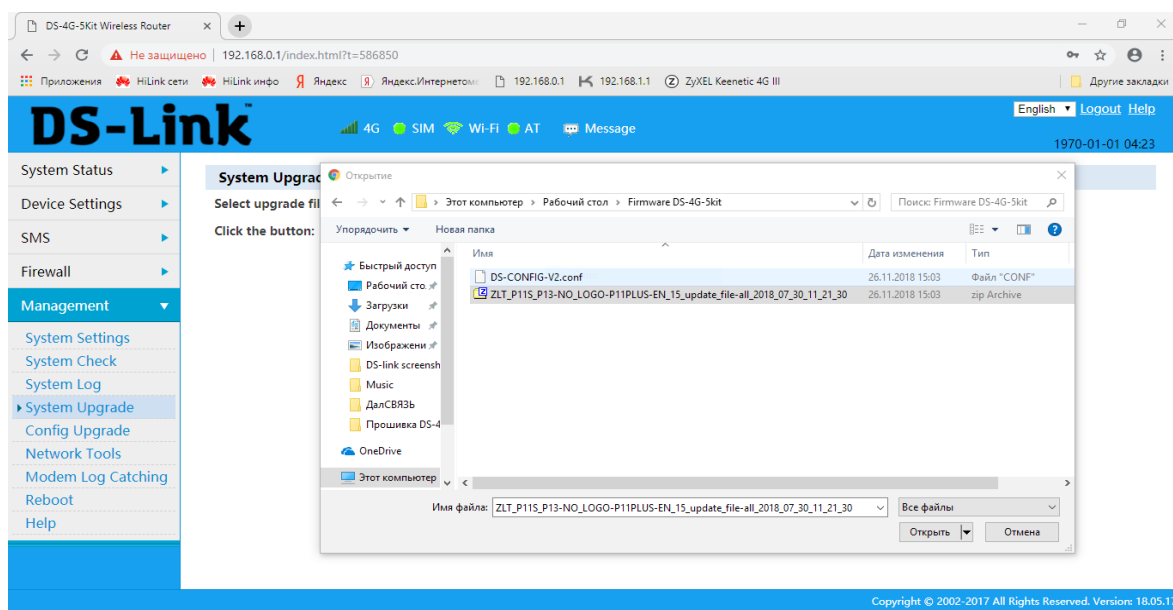 DS-4G-5Kit Wireless Router
Не защищено | 192.168.0.1/index.html?t=586850
Приложения HiLink сети HiLink инфо Яндекс Яндекс.Интернетом 192.168.0.1 192.168.1.1 ZyXEL Keenetic 4G III Другие закладки
DS-Link™
4G SIM Wi-Fi AT Message
English Logout Help
1970-01-01 04:23
System Status
Device Settings
SMS
Firewall
Management
System Settings
System Check
System Log
System Upgrade
Config Upgrade
Network Tools
Modem Log Catching
Reboot
Help
System Upgrad
Select upgrade fil
Click the button:
Открытие
Этот компьютер › Рабочий стол › Firmware DS-4G-5kit
Поиск: Firmware DS-4G-5kit
Упорядочить Новая папка
Быстрый доступ
Рабочий сто.
Загрузки
Документы
Изображени
DS-link screensh
Music
ДалСВЯЗЬ
Прошивка DS-4
OneDrive
Этот компьютер
Имя Дата изменения Тип
DS-CONFIG-V2.conf 26.11.2018 15:03 Файл "CONF"
ZLT_P11S_P13-NO_LOGO-P11PLUS-EN_15_update_file-all_2018_07_30_11_21_30 26.11.2018 15:03 zip Archive
Имя файла: ZLT_P11S_P13-NO_LOGO-P11PLUS-EN_15_update_file-all_2018_07_30_11_21_30 Все файлы
Открыть Отмена
Copyright © 2002-2017 All Rights Reserved. Version: 18.05.1